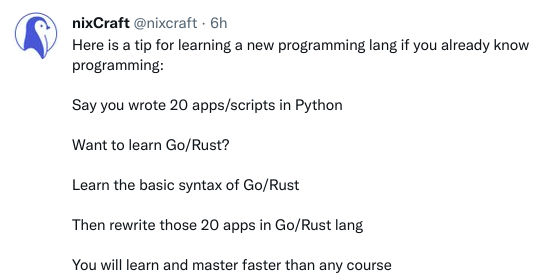 nixCraft @nixcraft · 6h
Here is a tip for learning a new programming lang if you already know
programming:
Say you wrote 20 apps/scripts in Python
Want to learn Go/Rust?
Learn the basic syntax of Go/Rust
Then rewrite those 20 apps in Go/Rust lang
You will learn and master faster than any course